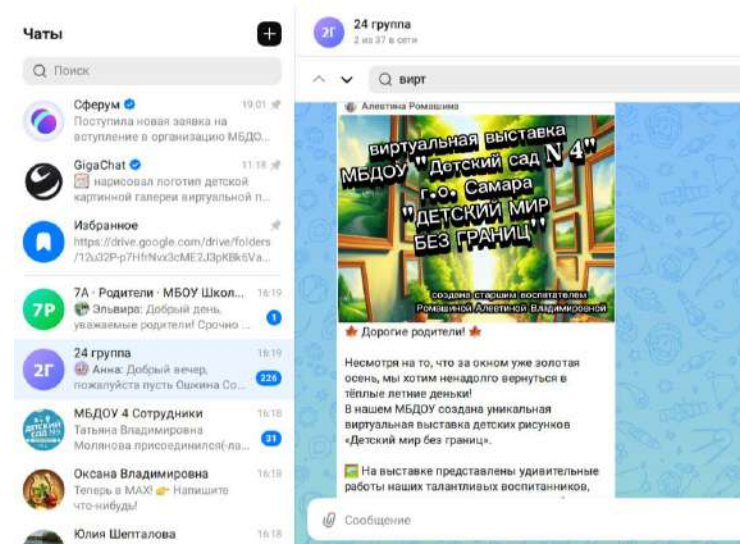 Чаты
Поиск
Сферум
19:01
Поступила новая заявка на
вступление в организацию МБДО...
GigaChat
11:18
нарисовал логотип детской
картинной галереи виртуальной п...
Избранное
https://drive.google.com/drive/folders
7А · Родители · МБОУ Школ...
16:19
7Р
Эльвира: Добрый день,
уважаемые родители! Срочно ...
1
24 группа
16:19
2Г
Анна: Добрый вечер,
пожалуйста пусть Ошкина Со...
226
МБДОУ 4 Сотрудники
16:18
Татьяна Владимировна
Молянова присоединился(-ла...
31
Оксана Владимировна
16:18
Теперь в MAX! Напишите
что-нибудь!
Юлия Шепталова
16:18
2Г
24 группа
2 из 37 в сети
вирт
Алевтина Ромашина
виртуальная выставка
МБДОУ "Детский сад N 4"
г.о. Самара
"ДЕТСКИЙ МИР
БЕЗ ГРАНИЦ"
создана старшим воспитателем
Ромашиной Алевтиной Владимировной
Дорогие родители!
Несмотря на то, что за окном уже золотая
осень, мы хотим ненадолго вернуться в
тёплые летние деньки!
В нашем МБДОУ создана уникальная
виртуальная выставка детских рисунков
«Детский мир без границ».
На выставке представлены удивительные
работы наших талантливых воспитанников,
Сообщение